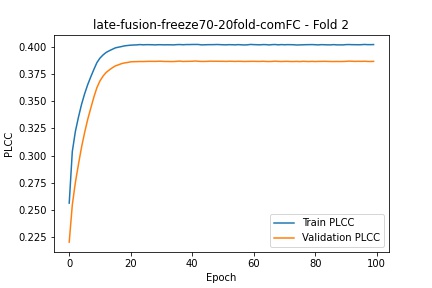 late-fusion-freeze70-20fold-comFC - Fold 2
PLCC
0.400
0.375
0.350
0.325
0.300
0.275
0.250
0.225
Train PLCC
Validation PLCC
0 20 40 60 80 100
Epoch